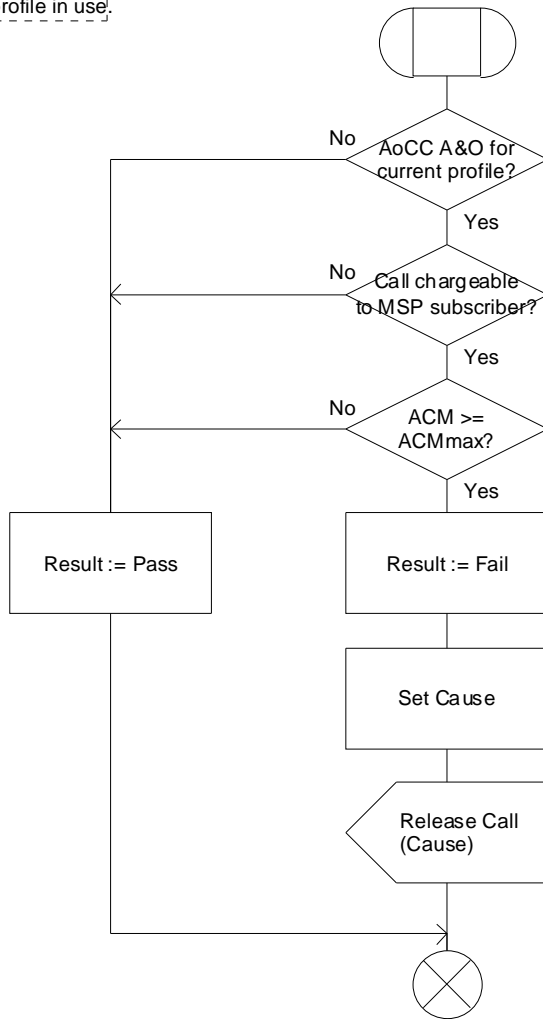 rofile in use.
AoCC A&O for
current profile?
No
Yes
Call chargeable
to MSP subscriber?
No
Yes
ACM >=
ACMmax?
No
Yes
Result := Pass
Result := Fail
Set Cause
Release Call
(Cause)